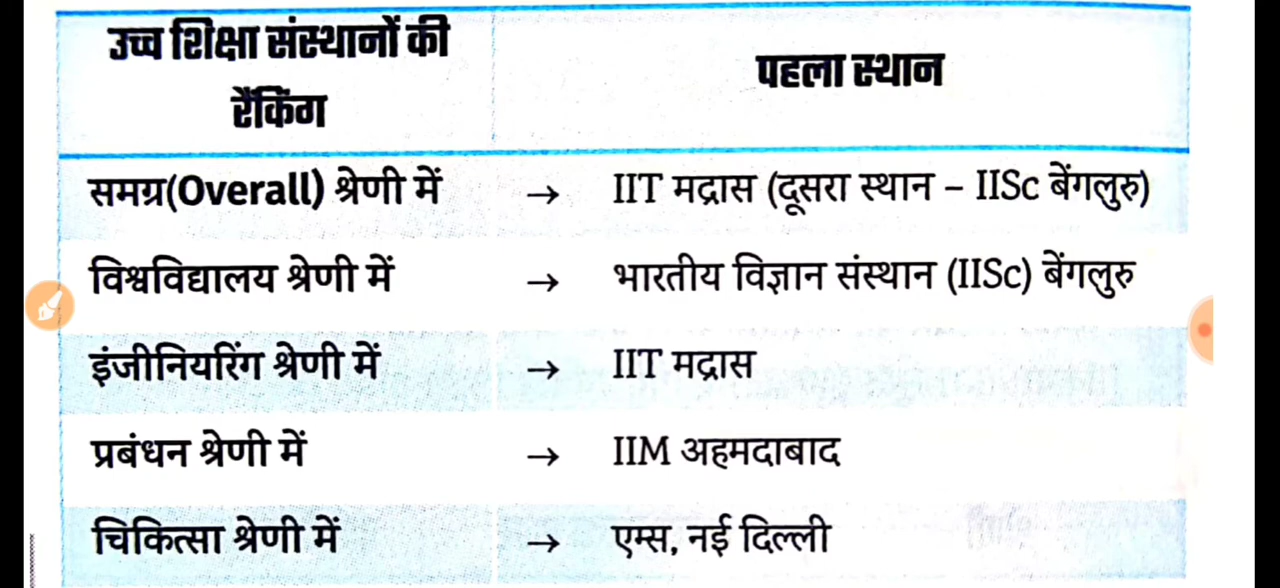 उच्च शिक्षा संस्थानों की
रैंकिंग
पहला स्थान
समग्र(Overall) श्रेणी में → IIT मद्रास (दूसरा स्थान – IISc बेंगलुरु)
विश्वविद्यालय श्रेणी में → भारतीय विज्ञान संस्थान (IISc) बेंगलुरु
इंजीनियरिंग श्रेणी में → IIT मद्रास
प्रबंधन श्रेणी में → IIM अहमदाबाद
चिकित्सा श्रेणी में → एम्स, नई दिल्ली